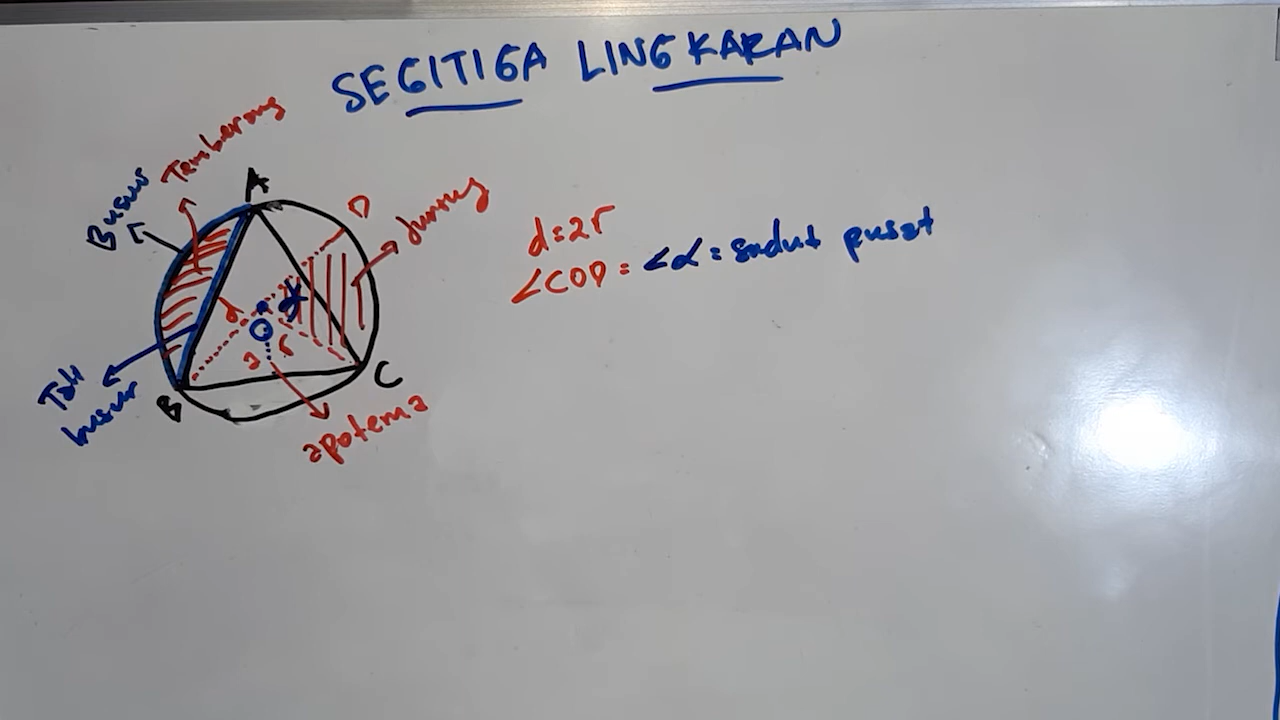 SEGITIGA LINGKARAN
Busur
Tembereng
A
D
Juring
d=2r
∠COD = ∠α = sudut pusat
d
α
O
a
r
Tali
busur
B
C
apotema